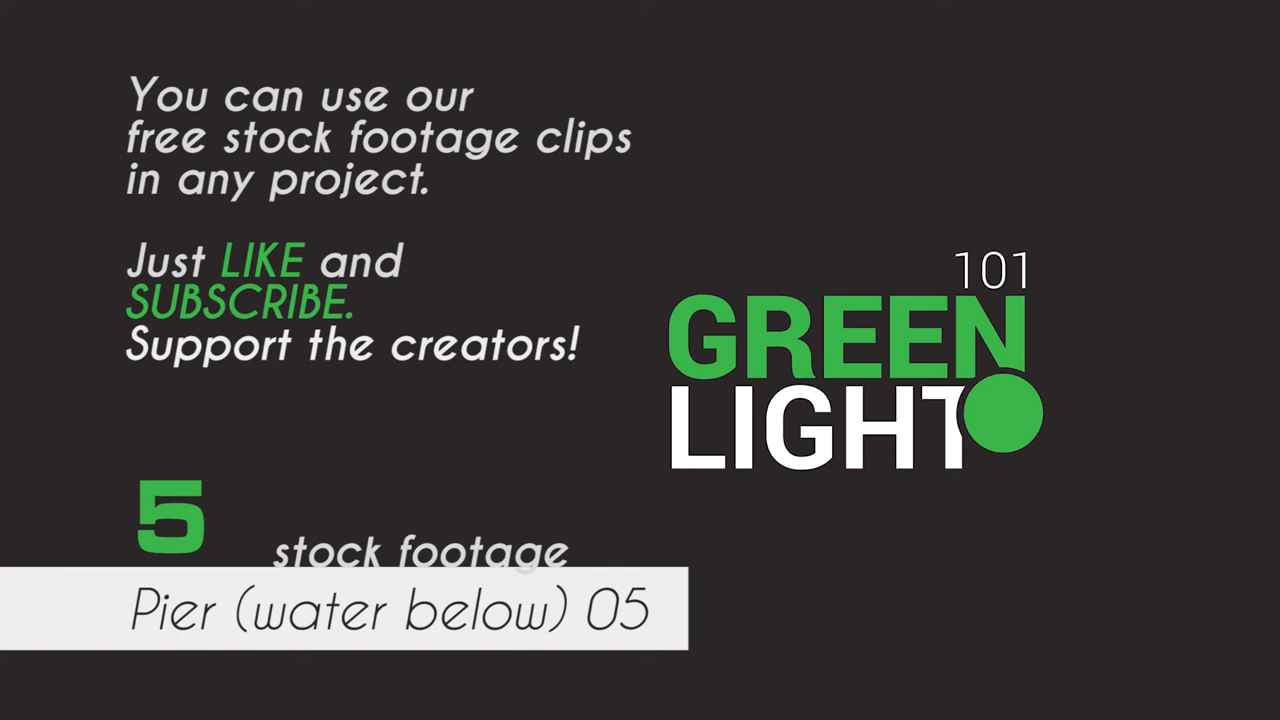 You can use our
free stock footage clips
in any project.
Just LIKE and
SUBSCRIBE.
Support the creators!
101
GREEN
LIGHT
5
stock footage
Pier (water below) 05